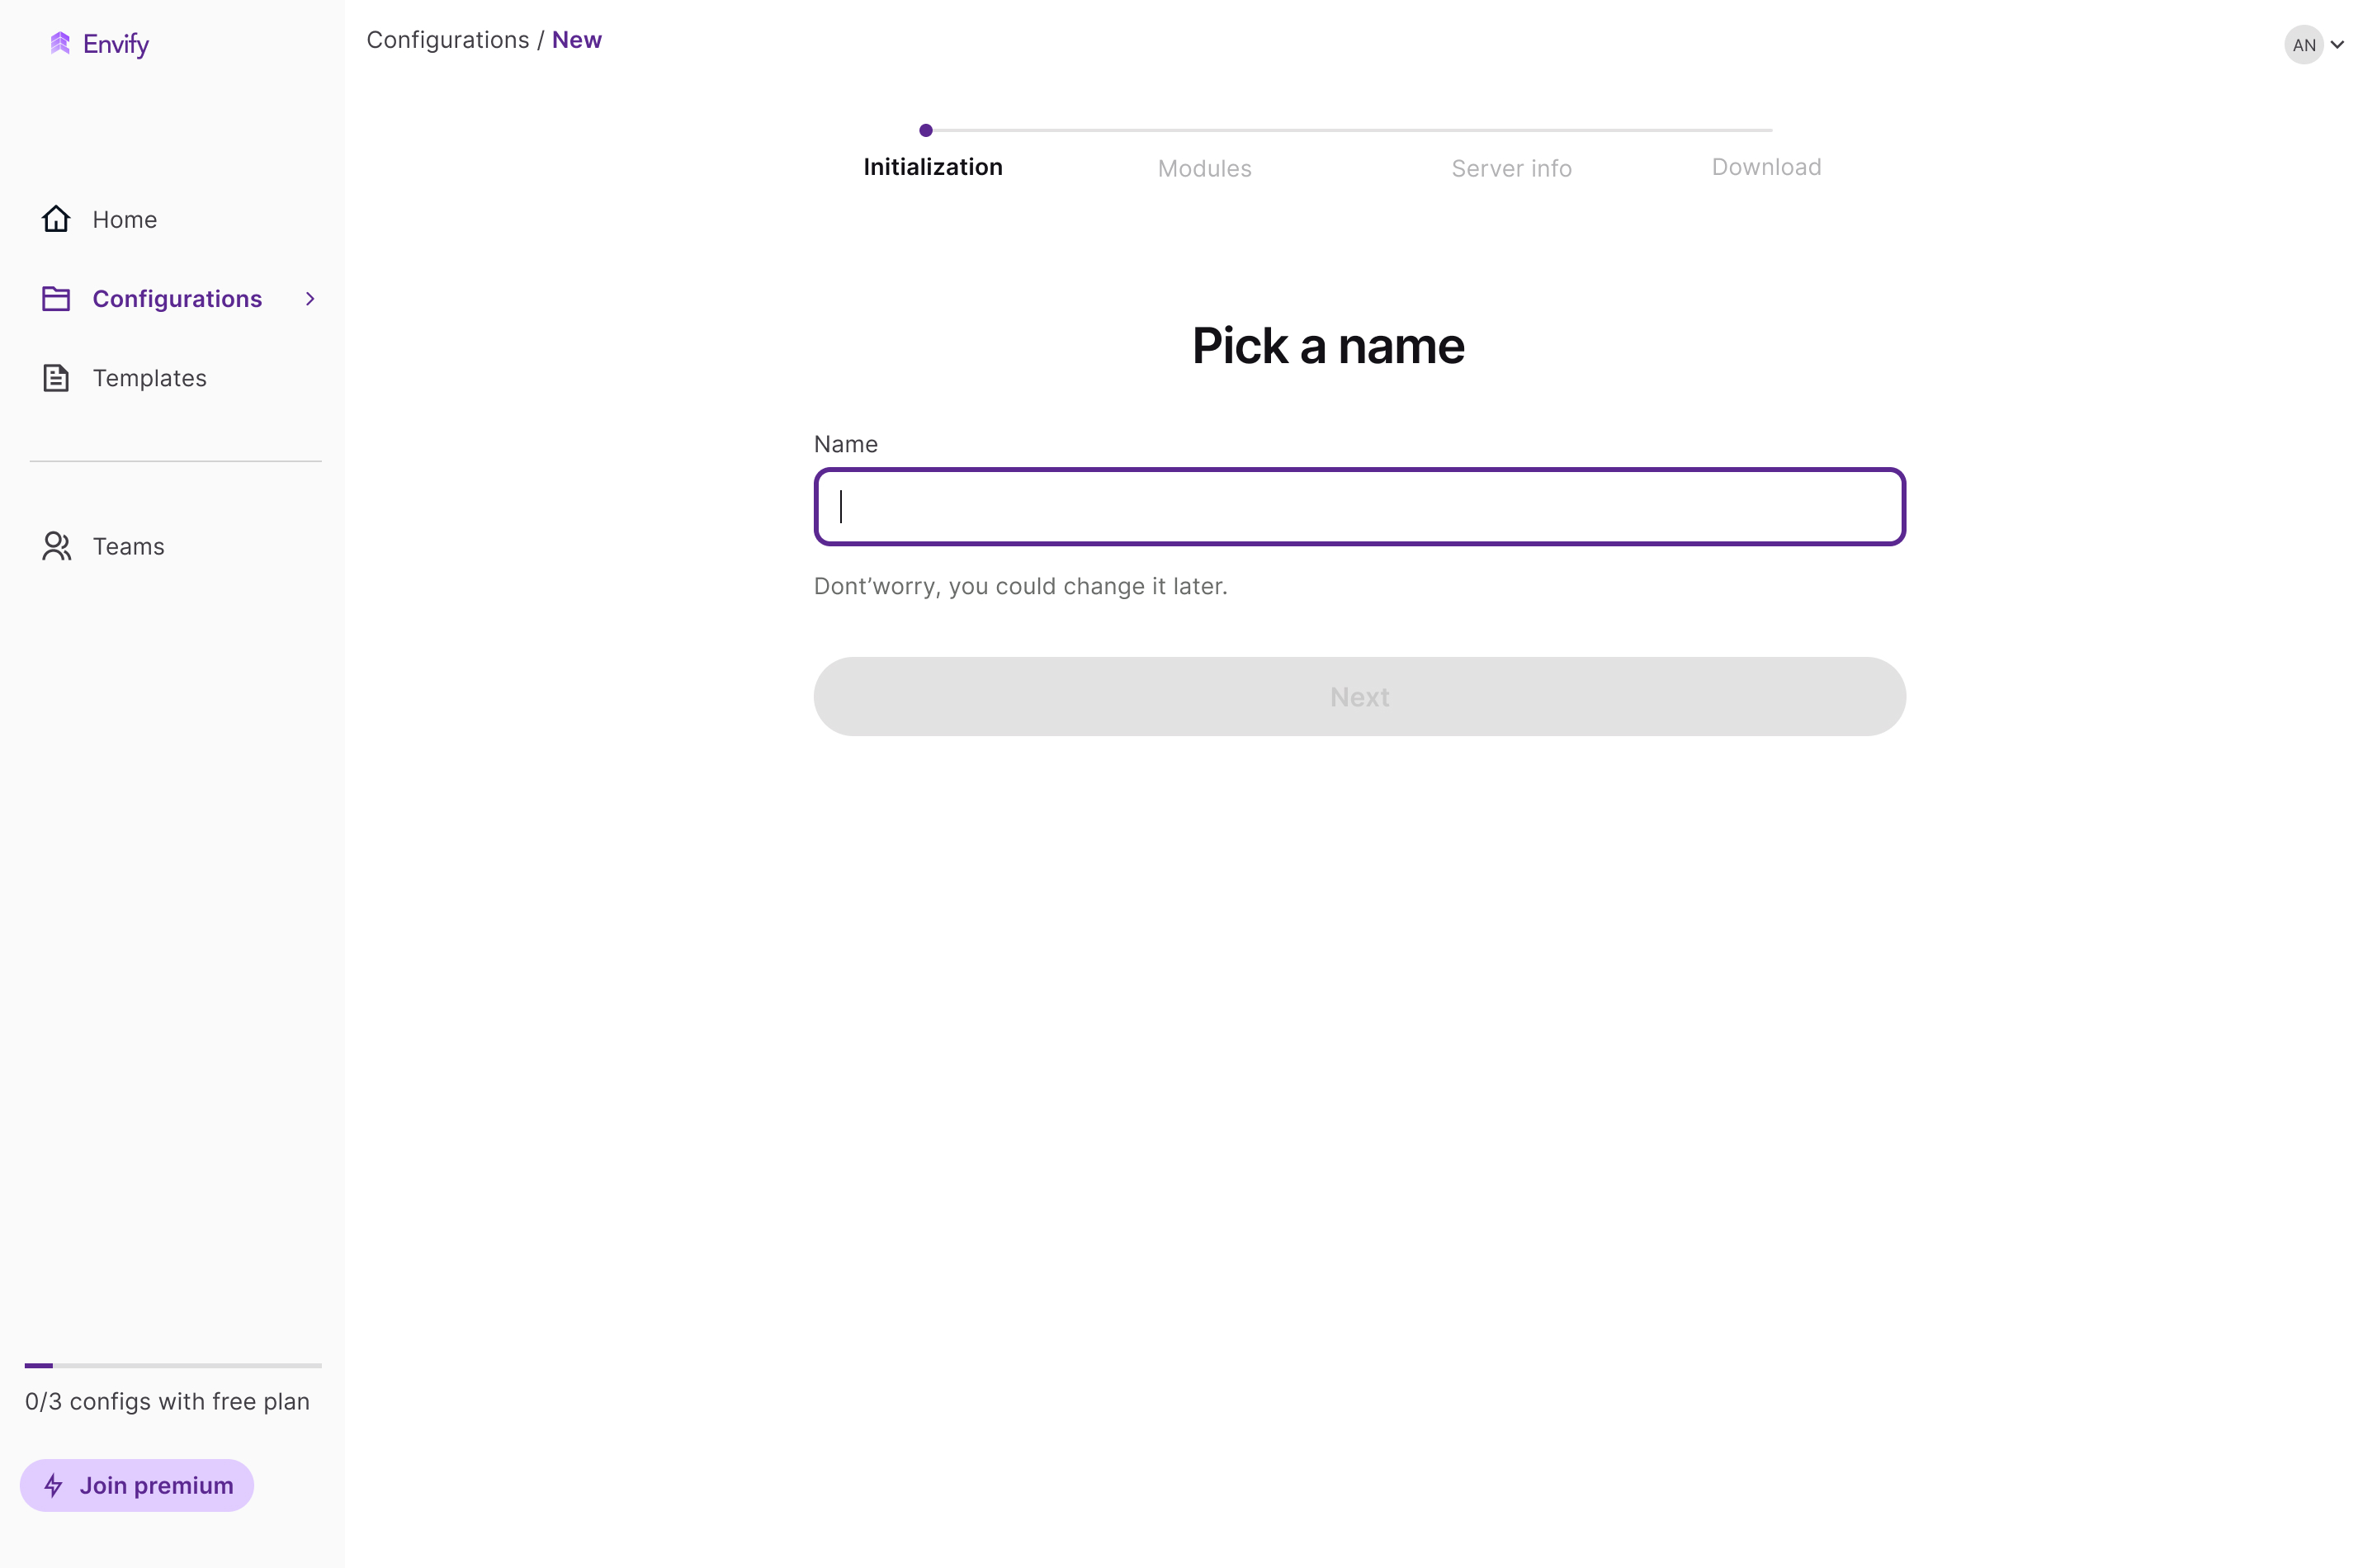 Envify
Configurations / New
AN
Initialization
Modules
Server info
Download
Home
Configurations
Templates
Teams
Pick a name
Name
Dont’worry, you could change it later.
Next
0/3 configs with free plan
Join premium